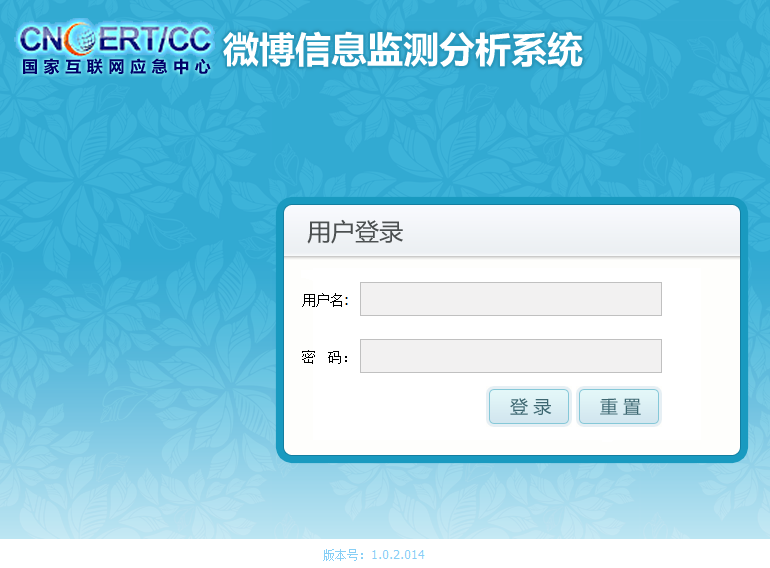 CNCERT/CC
国家互联网应急中心
微博信息监测分析系统
用户登录
用户名:
密 码:
登 录 重 置
版本号：1.0.2.014